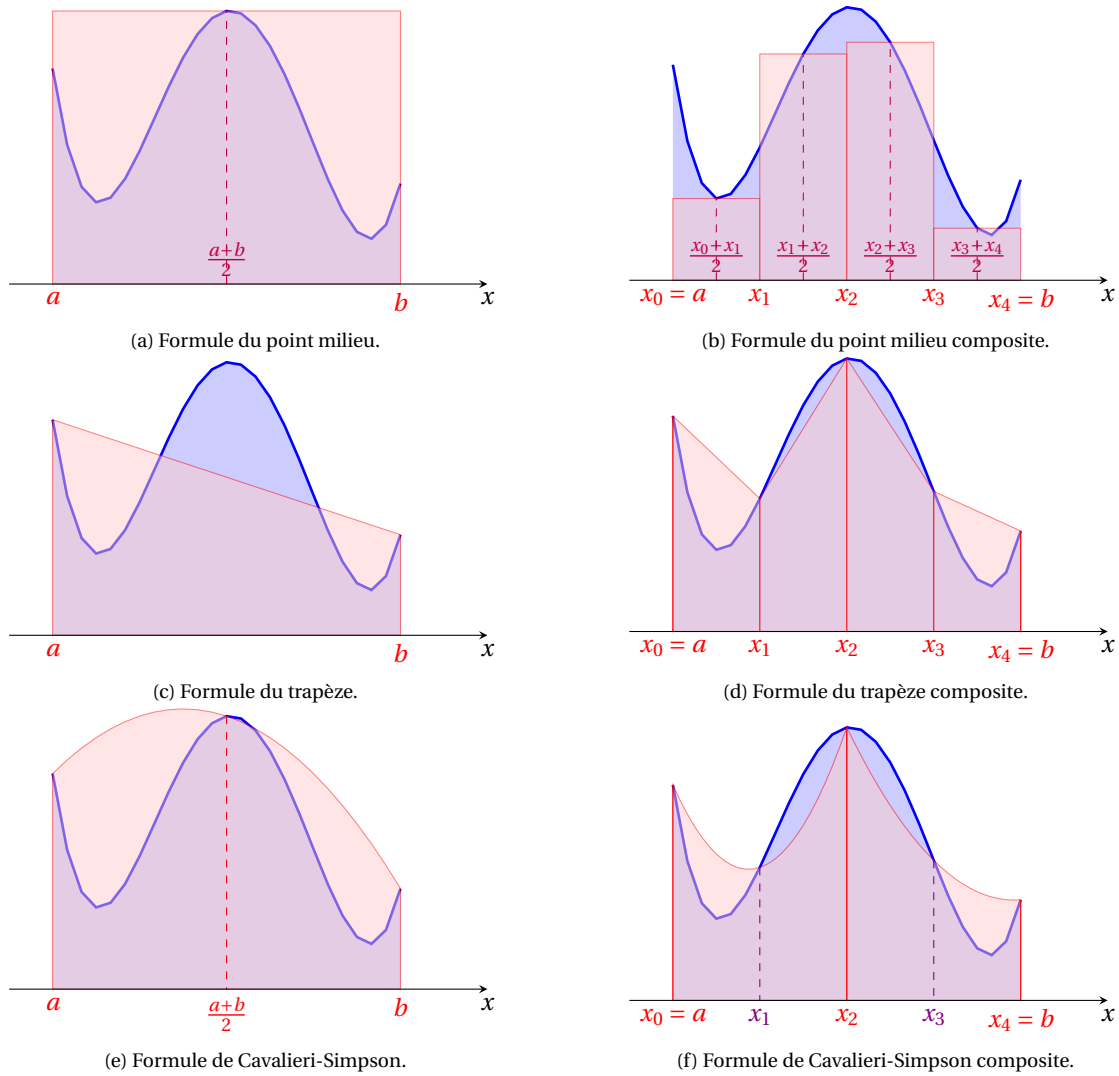 a+b
2
a b x
(a) Formule du point milieu.
x0 + x1 x1 + x2 x2 + x3 x3 + x4
2 2 2 2
x0 = a x1 x2 x3 x4 = b x
(b) Formule du point milieu composite.
a b x
(c) Formule du trapèze.
x0 = a x1 x2 x3 x4 = b x
(d) Formule du trapèze composite.
a a+b b x
2
(e) Formule de Cavalieri-Simpson.
x0 = a x1 x2 x3 x4 = b x
(f) Formule de Cavalieri-Simpson composite.